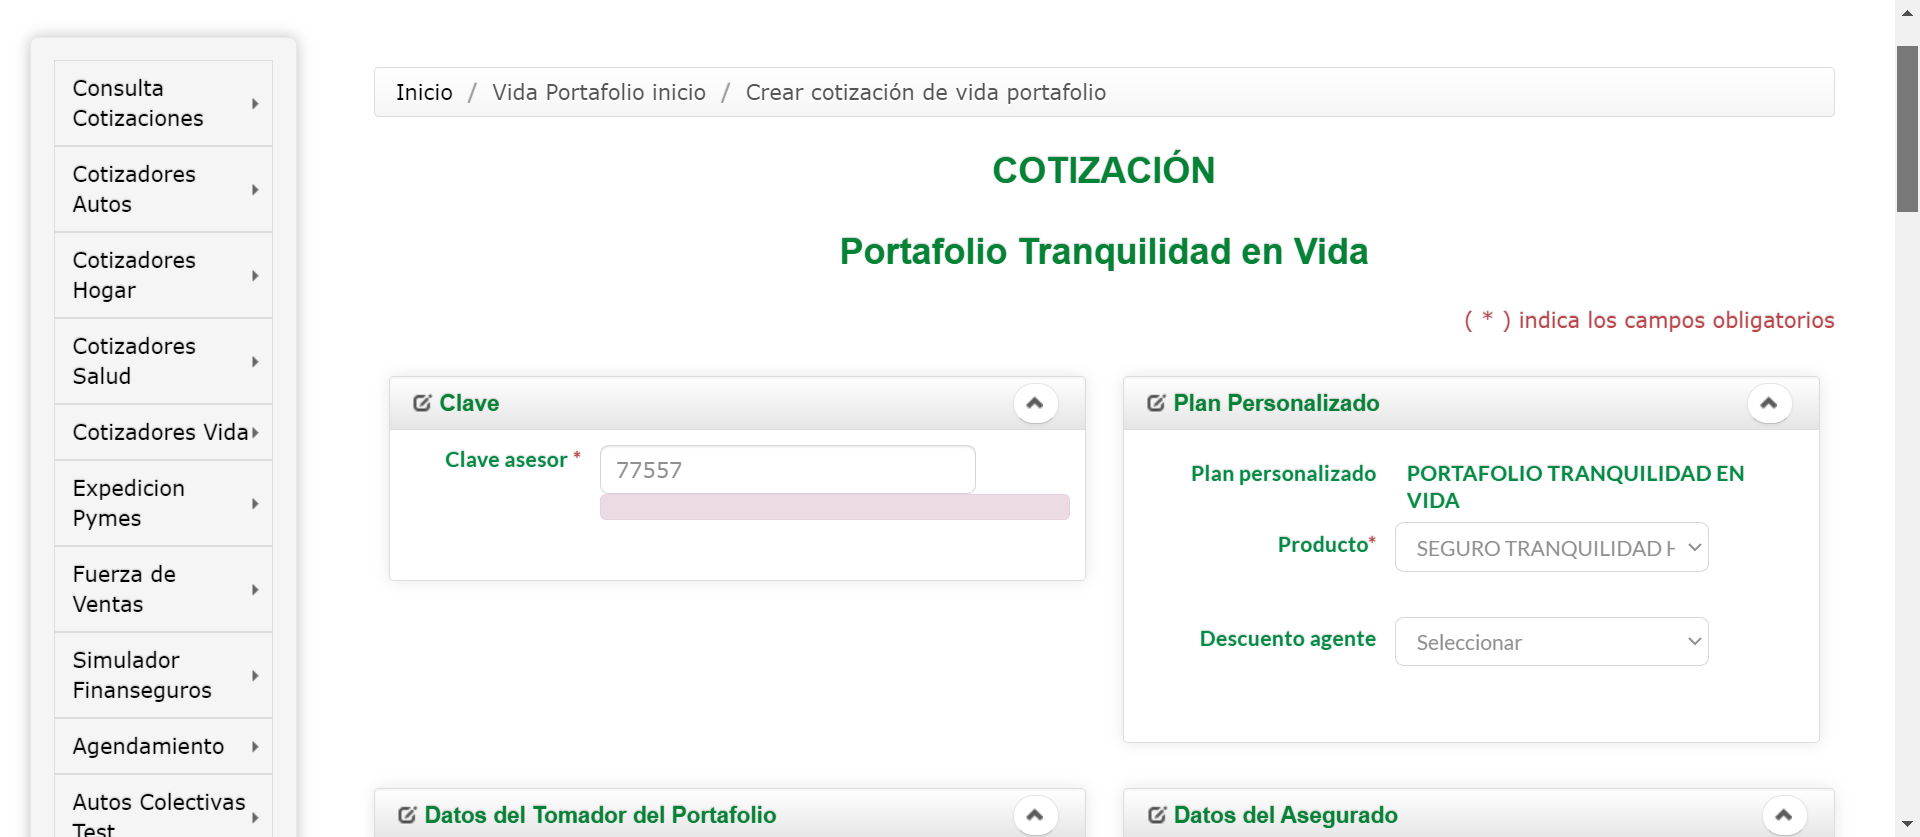 Consulta
Cotizaciones
Cotizadores
Autos
Cotizadores
Hogar
Cotizadores
Salud
Cotizadores Vida
Expedicion
Pymes
Fuerza de
Ventas
Simulador
Finanseguros
Agendamiento
Autos Colectivas
Test
Inicio / Vida Portafolio inicio / Crear cotización de vida portafolio
COTIZACIÓN
Portafolio Tranquilidad en Vida
( * ) indica los campos obligatorios
Clave
Clave asesor *
77557
Plan Personalizado
Plan personalizado
PORTAFOLIO TRANQUILIDAD EN
VIDA
Producto*
SEGURO TRANQUILIDAD
Descuento agente
Seleccionar
Datos del Tomador del Portafolio
Datos del Asegurado